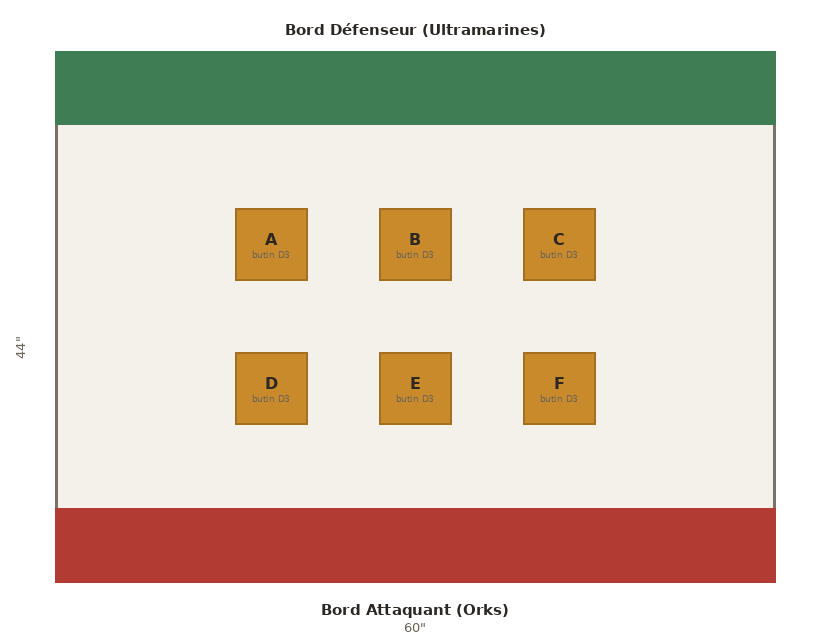 Bord Défenseur (Ultramarines)
A
butin D3
B
butin D3
C
butin D3
44"
D
butin D3
E
butin D3
F
butin D3
Bord Attaquant (Orks)
60"